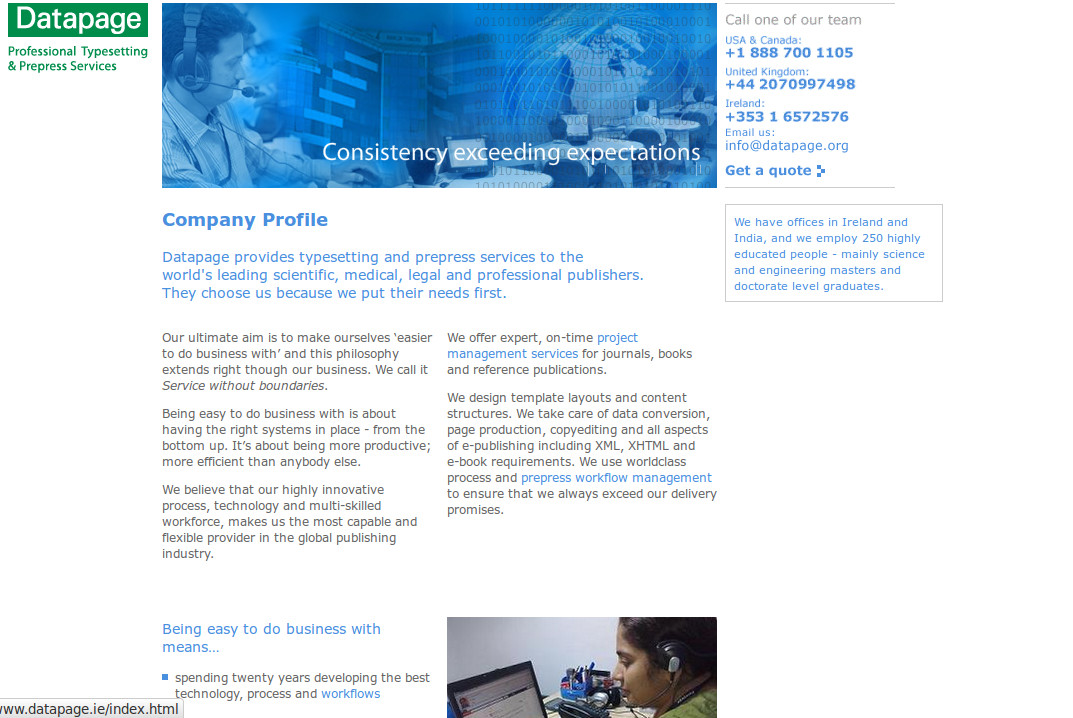 Datapage
Professional Typesetting
& Prepress Services
Consistency exceeding expectations
Call one of our team
USA & Canada:
+1 888 700 1105
United Kingdom:
+44 2070997498
Ireland:
+353 1 6572576
Email us:
info@datapage.org
Get a quote
We have offices in Ireland and
India, and we employ 250 highly
educated people - mainly science
and engineering masters and
doctorate level graduates.
Company Profile
Datapage provides typesetting and prepress services to the
world's leading scientific, medical, legal and professional publishers.
They choose us because we put their needs first.
Our ultimate aim is to make ourselves ‘easier
to do business with’ and this philosophy
extends right though our business. We call it
Service without boundaries.
Being easy to do business with is about
having the right systems in place - from the
bottom up. It’s about being more productive;
more efficient than anybody else.
We believe that our highly innovative
process, technology and multi-skilled
workforce, makes us the most capable and
flexible provider in the global publishing
industry.
We offer expert, on-time project
management services for journals, books
and reference publications.
We design template layouts and content
structures. We take care of data conversion,
page production, copyediting and all aspects
of e-publishing including XML, XHTML and
e-book requirements. We use worldclass
process and prepress workflow management
to ensure that we always exceed our delivery
promises.
Being easy to do business with
means…
spending twenty years developing the best
technology, process and workflows
www.datapage.ie/index.html